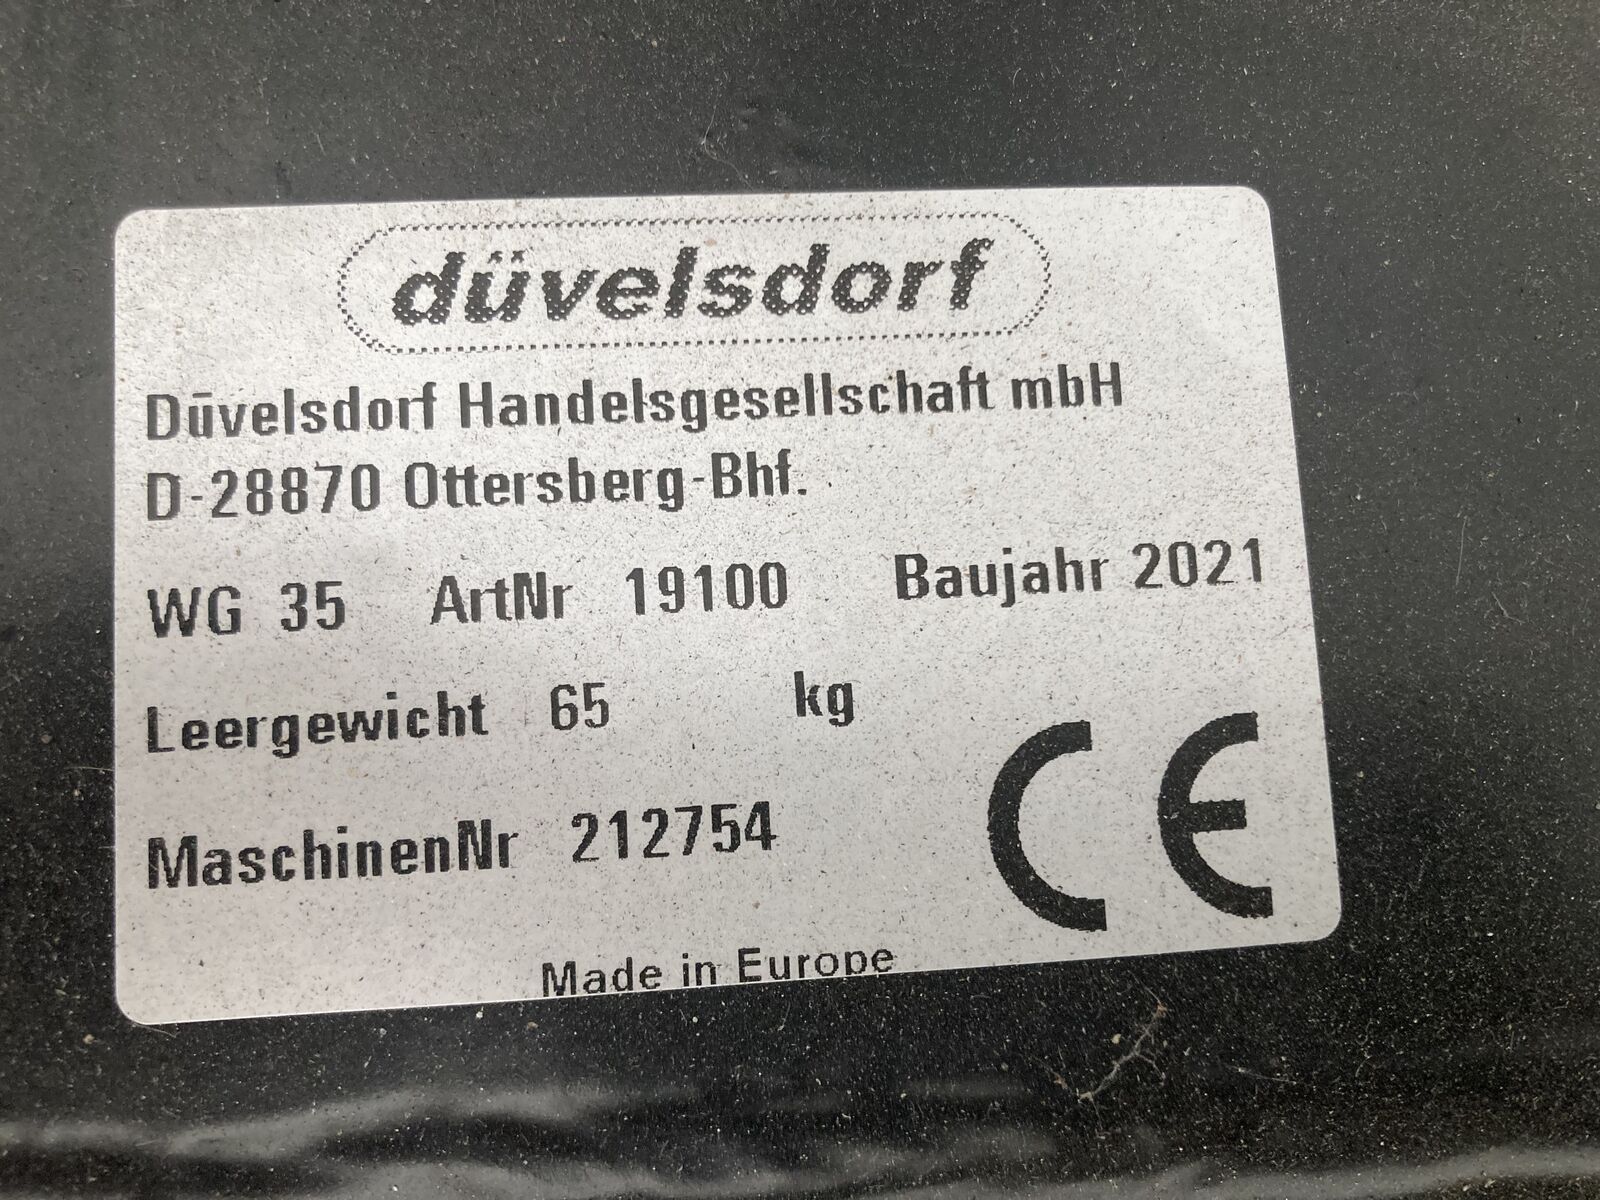 düvelsdorf
Düvelsdorf Handelsgesellschaft mbH
D-28870 Ottersberg-Bhf.
WG 35 ArtNr 19100 Baujahr 2021
Leergewicht 65 kg
MaschinenNr 212754
CE
Made in Europe